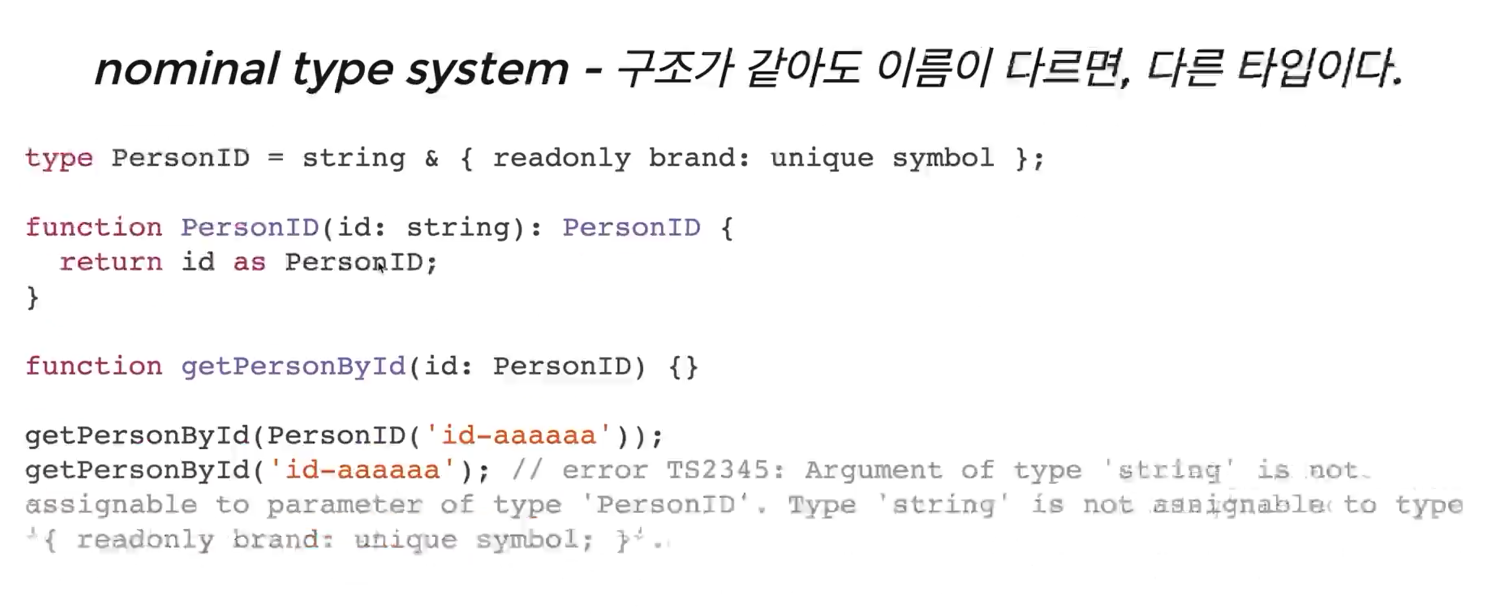 nominal type system - 구조가 같아도 이름이 다르면, 다른 타입이다.
type PersonID = string & { readonly brand: unique symbol };
function PersonID(id: string): PersonID {
  return id as PersonID;
}
function getPersonById(id: PersonID) {}
getPersonById(PersonID('id-aaaaaa'));
getPersonById('id-aaaaaa'); // error TS2345: Argument of type 'string' is not
assignable to parameter of type 'PersonID'. Type 'string' is not assignable to type
'{ readonly brand: unique symbol; }'.